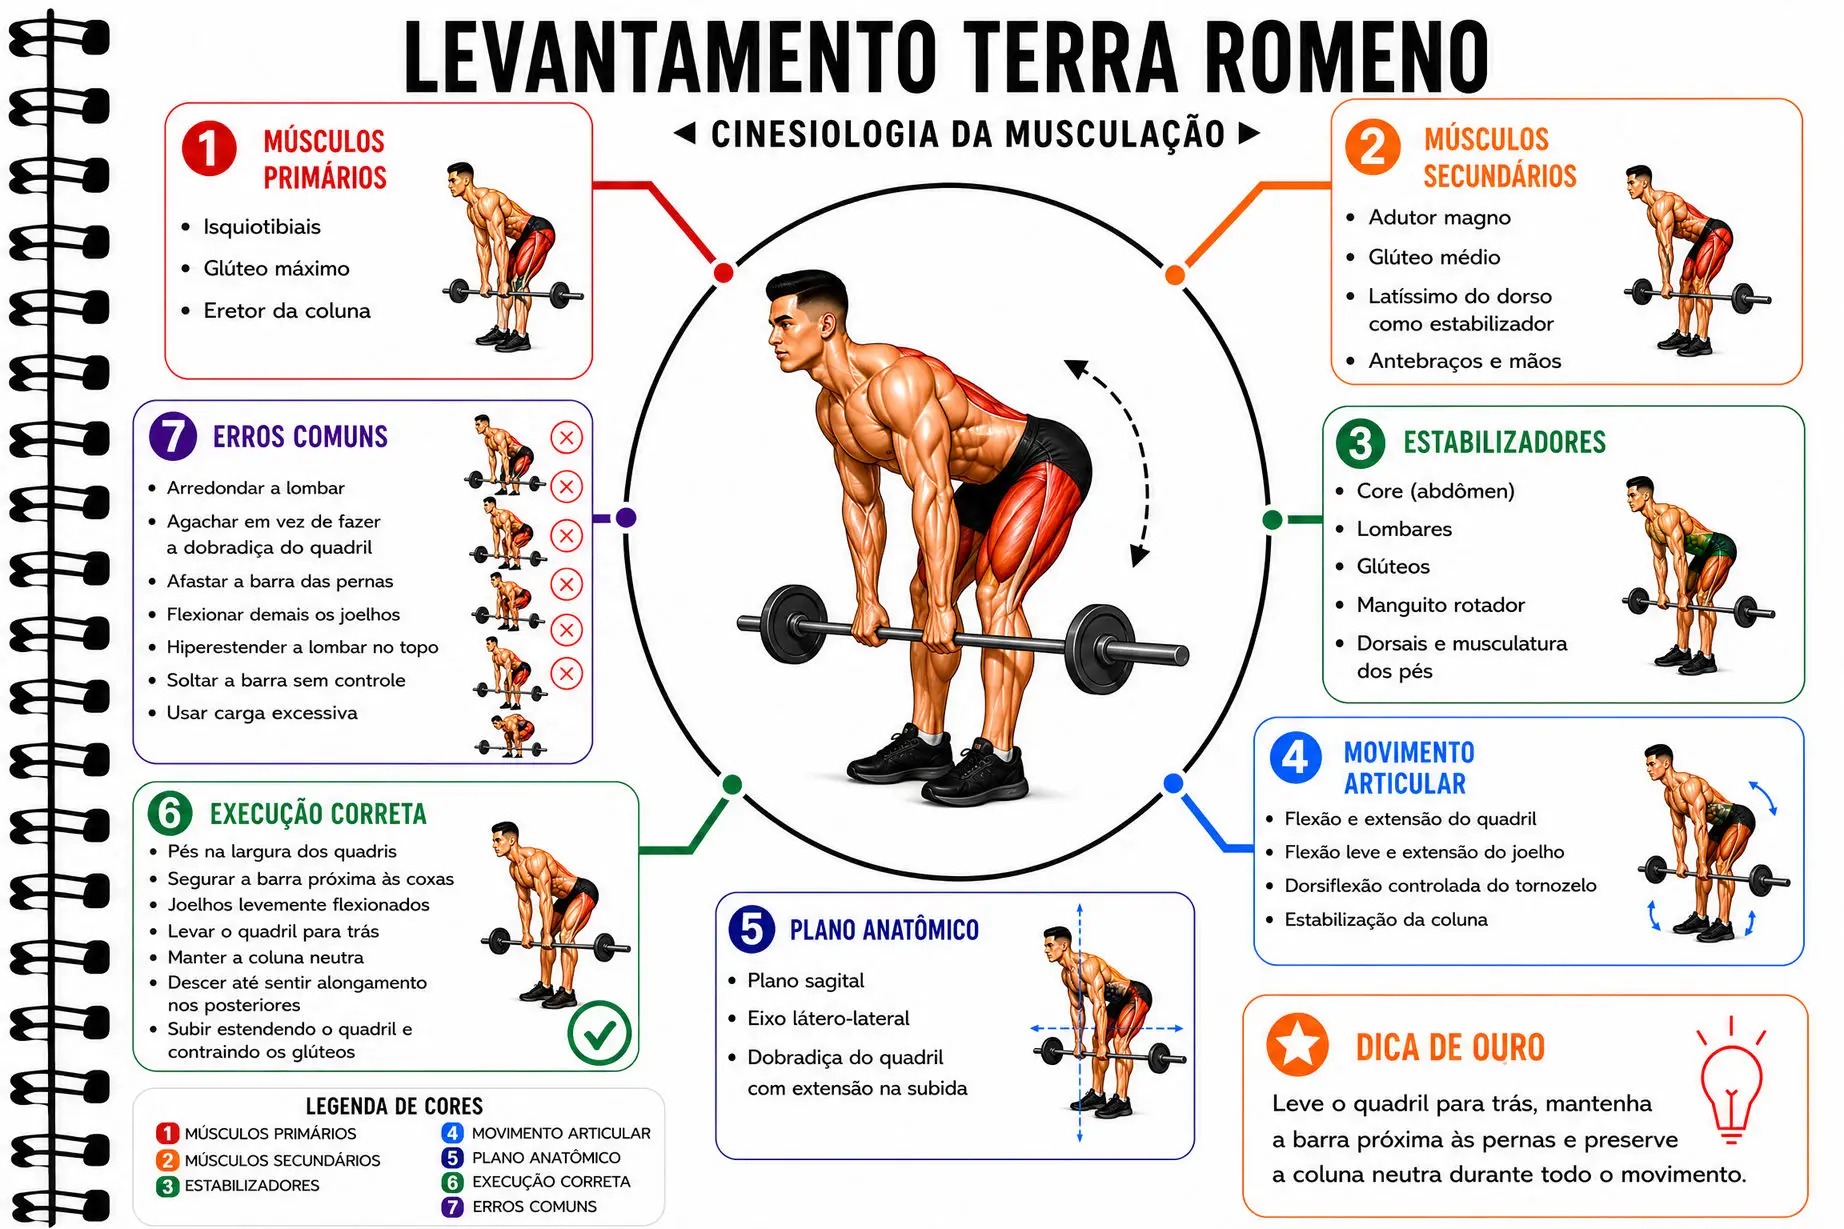 LEVANTAMENTO TERRA ROMENO
◄ CINESIOLOGIA DA MUSCULAÇÃO ►
1 MÚSCULOS
PRIMÁRIOS
• Isquiotibiais
• Glúteo máximo
• Eretor da coluna
2 MÚSCULOS
SECUNDÁRIOS
• Adutor magno
• Glúteo médio
• Latíssimo do dorso
como estabilizador
• Antebraços e mãos
3 ESTABILIZADORES
• Core (abdômen)
• Lombares
• Glúteos
• Manguito rotador
• Dorsais e musculatura
dos pés
4 MOVIMENTO
ARTICULAR
• Flexão e extensão do quadril
• Flexão leve e extensão do joelho
• Dorsiflexão controlada do tornozelo
• Estabilização da coluna
5 PLANO ANATÔMICO
• Plano sagital
• Eixo látero-lateral
• Dobradiça do quadril
com extensão na subida
6 EXECUÇÃO CORRETA
• Pés na largura dos quadris
• Segurar a barra próxima às coxas
• Joelhos levemente flexionados
• Levar o quadril para trás
• Manter a coluna neutra
• Descer até sentir alongamento
nos posteriores
• Subir estendendo o quadril e
contraindo os glúteos
7 ERROS COMUNS
• Arredondar a lombar
• Agachar em vez de fazer
a dobradiça do quadril
• Afastar a barra das pernas
• Flexionar demais os joelhos
• Hiperestender a lombar no topo
• Soltar a barra sem controle
• Usar carga excessiva
LEGENDA DE CORES
1 MÚSCULOS PRIMÁRIOS
2 MÚSCULOS SECUNDÁRIOS
3 ESTABILIZADORES
4 MOVIMENTO ARTICULAR
5 PLANO ANATÔMICO
6 EXECUÇÃO CORRETA
7 ERROS COMUNS
DICA DE OURO
Leve o quadril para trás, mantenha
a barra próxima às pernas e preserve
a coluna neutra durante todo o movimento.